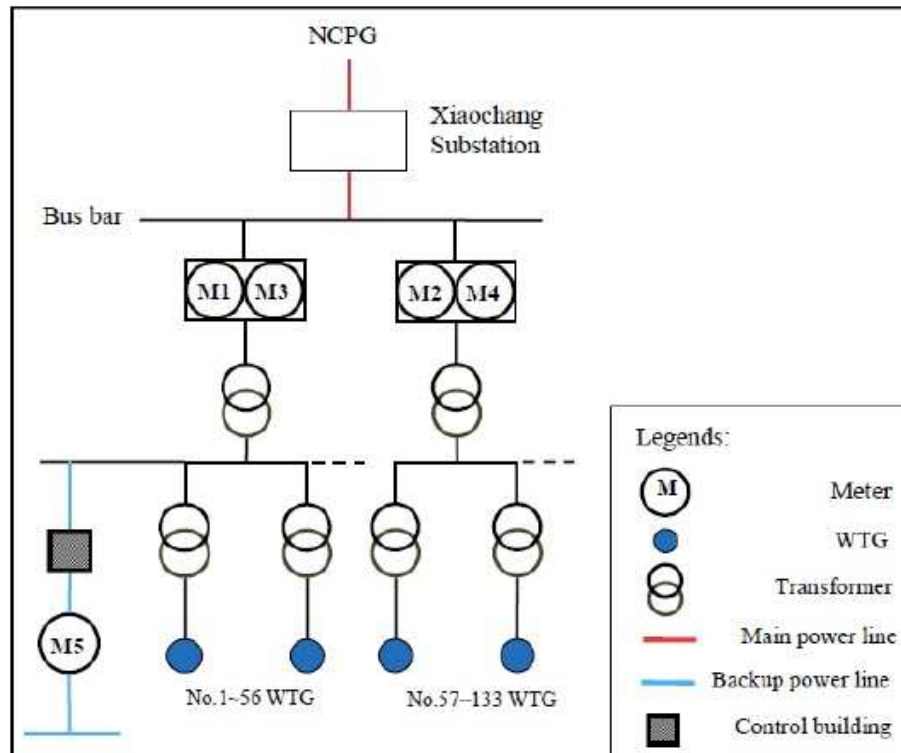 NCPG
Xiaochang
Substation
Bus bar
M1 M3 M2 M4
Legends:
M Meter
WTG
Transformer
M5
Main power line
Backup power line
No.1~56 WTG No.57~133 WTG
Control building